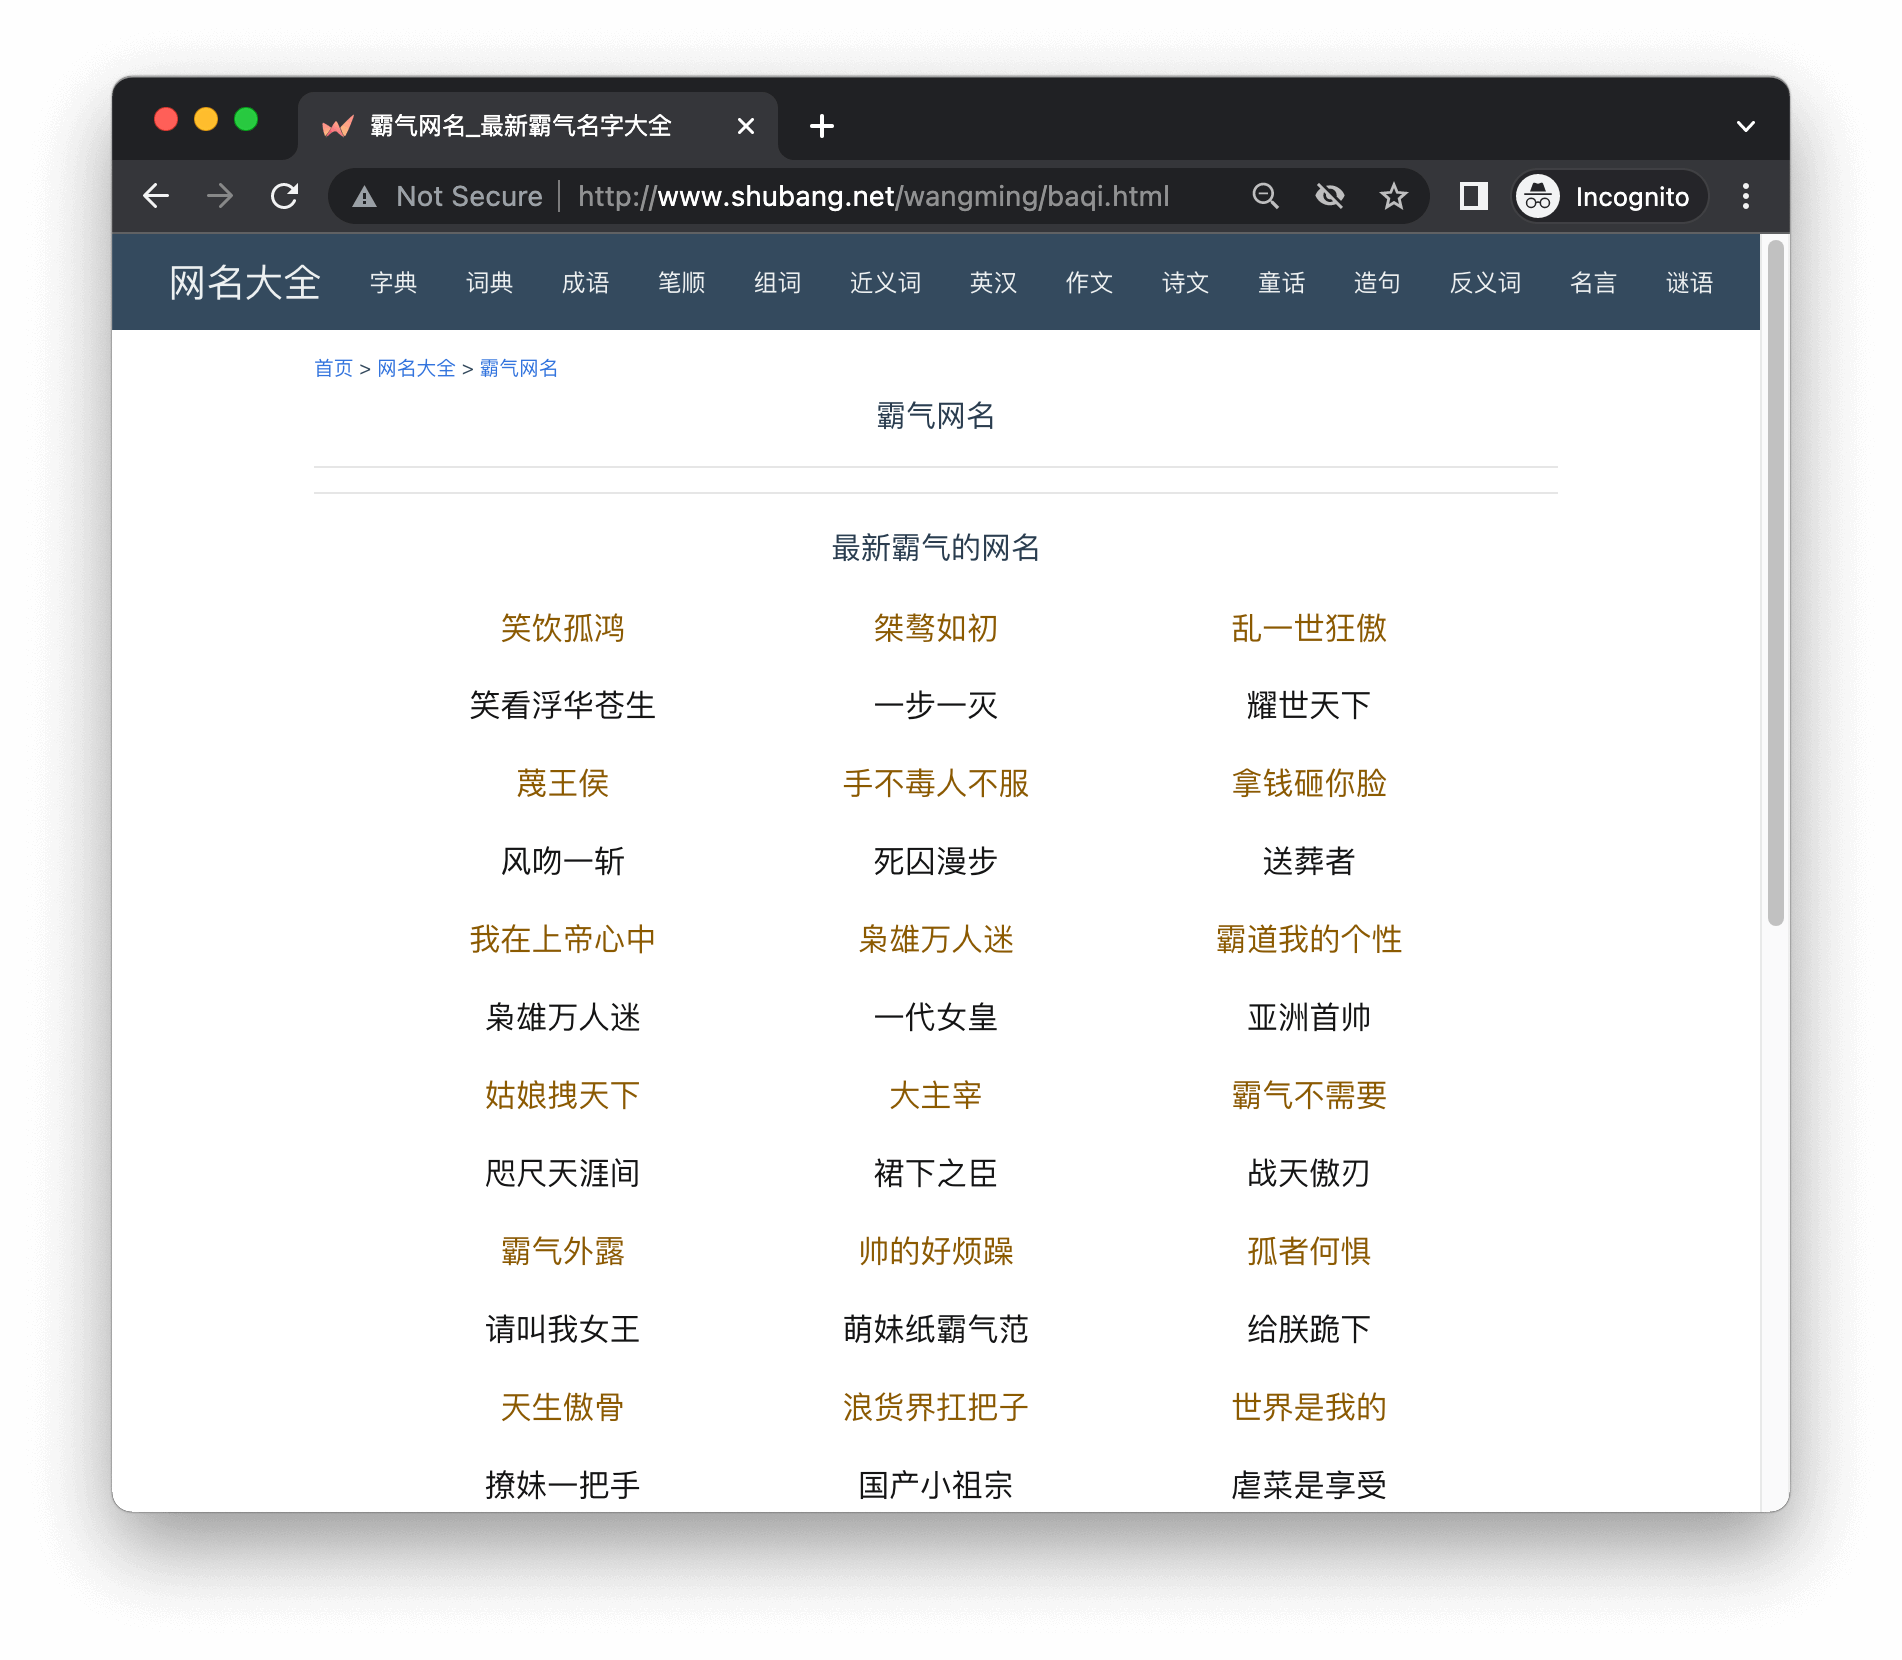 霸气网名_最新霸气名字大全
Not Secure http://www.shubang.net/wangming/baqi.html Incognito
网名大全 字典 词典 成语 笔顺 组词 近义词 英汉 作文 诗文 童话 造句 反义词 名言 谜语
首页 > 网名大全 > 霸气网名
霸气网名
最新霸气的网名
笑饮孤鸿 桀骜如初 乱一世狂傲
笑看浮华苍生 一步一灭 耀世天下
蔑王侯 手不毒人不服 拿钱砸你脸
风吻一斩 死囚漫步 送葬者
我在上帝心中 枭雄万人迷 霸道我的个性
枭雄万人迷 一代女皇 亚洲首帅
姑娘拽天下 大主宰 霸气不需要
咫尺天涯间 裙下之臣 战天傲刃
霸气外露 帅的好烦躁 孤者何惧
请叫我女王 萌妹纸霸气范 给朕跪下
天生傲骨 浪货界扛把子 世界是我的
撩妹一把手 国产小祖宗 虐菜是享受